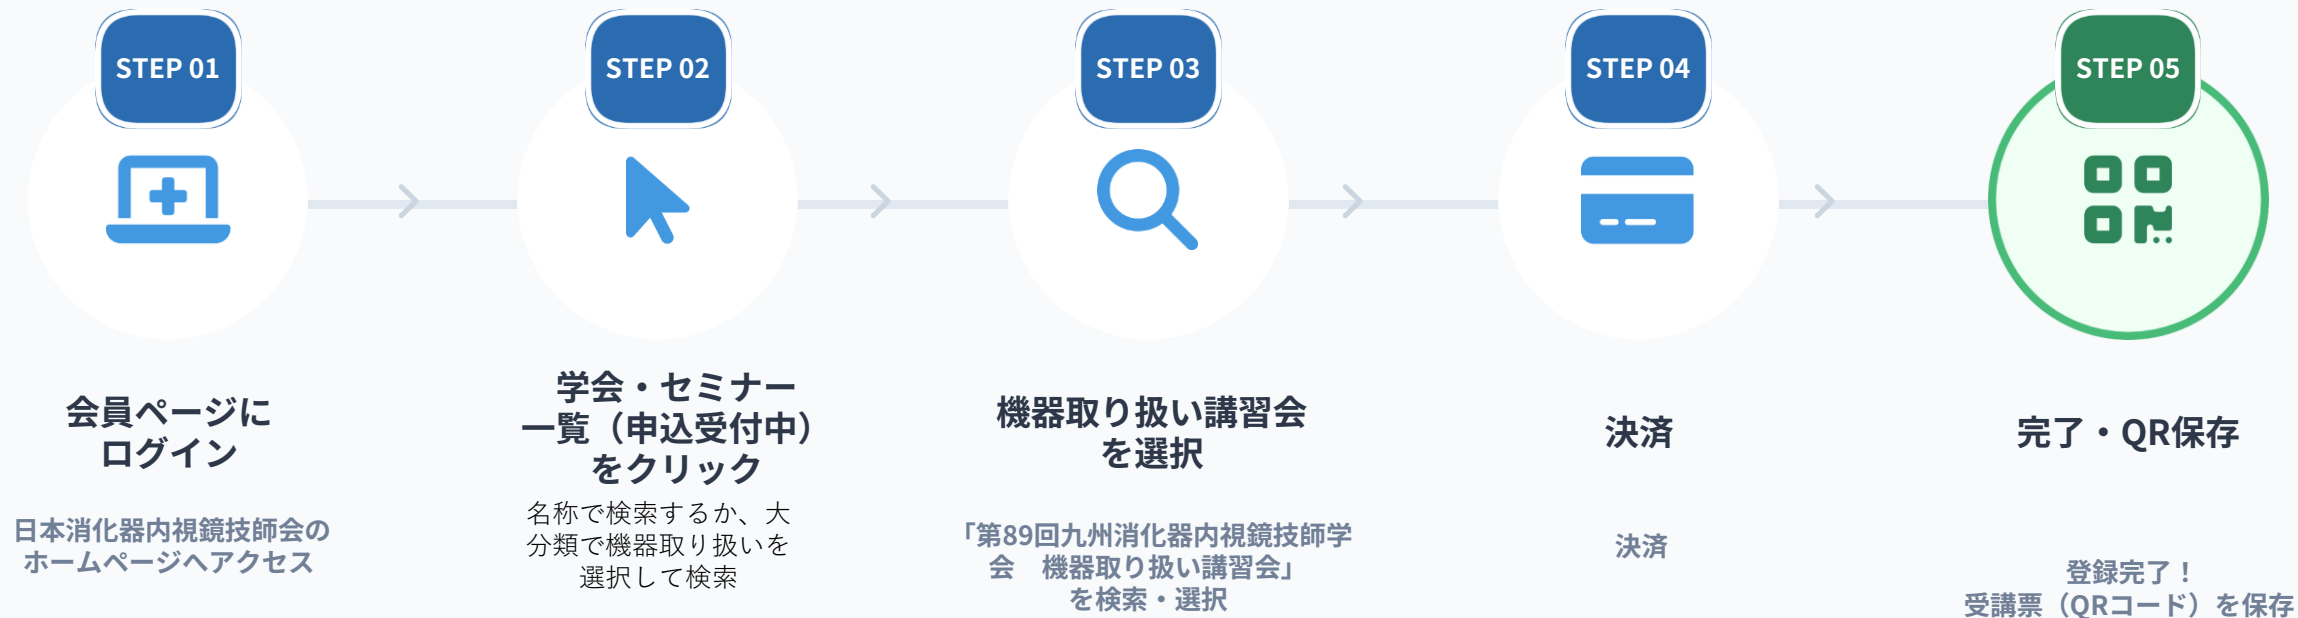 STEP 01
会員ページに
ログイン
日本消化器内視鏡技師会の
ホームページへアクセス
STEP 02
学会・セミナー
一覧（申込受付中）
をクリック
名称で検索するか、大
分類で機器取り扱いを
選択して検索
STEP 03
機器取り扱い講習会
を選択
「第89回九州消化器内視鏡技師学
会　機器取り扱い講習会」
を検索・選択
STEP 04
決済
決済
STEP 05
完了・QR保存
登録完了！
受講票（QRコード）を保存